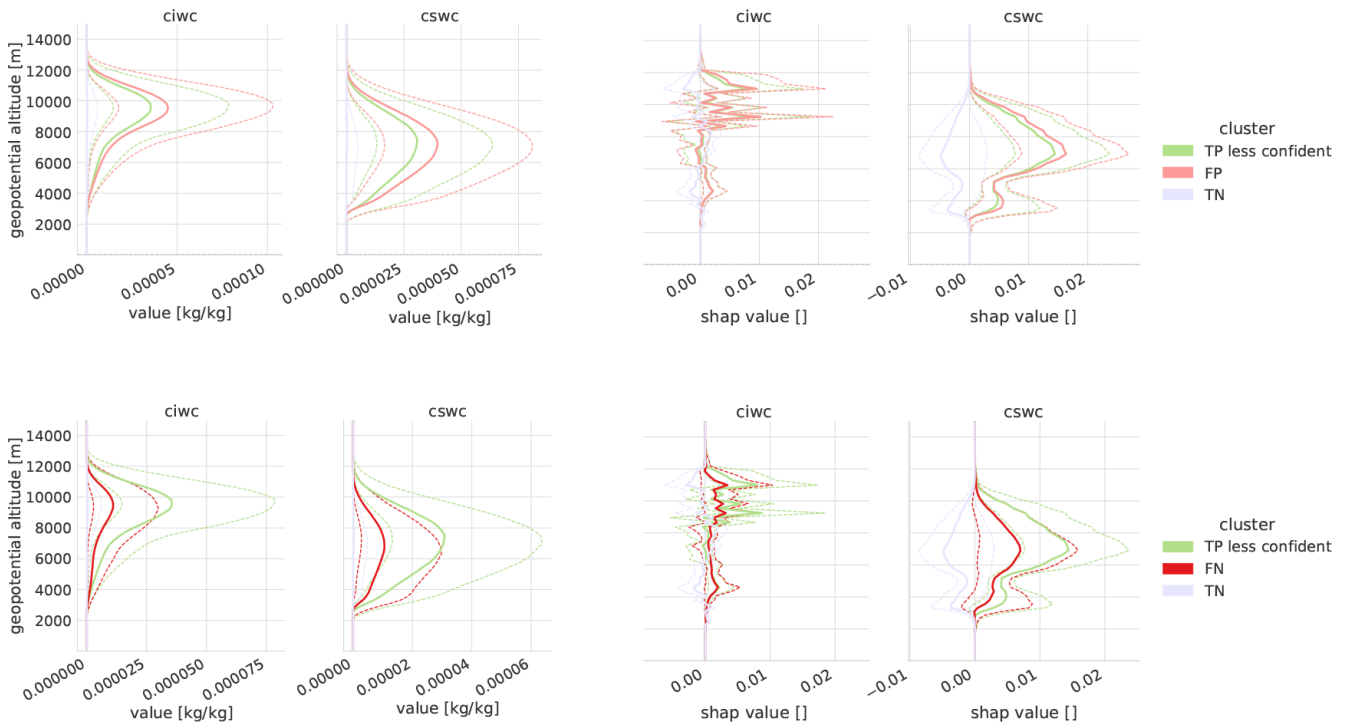 ciwc
cswc
ciwc
cswc
14000
12000
10000
8000
6000
4000
2000
geopotential altitude [m]
0.00000
0.00005
0.00010
value [kg/kg]
0.000000
0.000025
0.000050
0.000075
value [kg/kg]
0.00
0.01
0.02
shap value []
−0.01
0.00
0.01
0.02
shap value []
cluster
TP less confident
FP
TN
ciwc
cswc
ciwc
cswc
14000
12000
10000
8000
6000
4000
2000
geopotential altitude [m]
0.000000
0.000025
0.000050
0.000075
value [kg/kg]
0.00000
0.00002
0.00004
0.00006
value [kg/kg]
0.00
0.01
0.02
shap value []
−0.01
0.00
0.01
0.02
shap value []
cluster
TP less confident
FN
TN